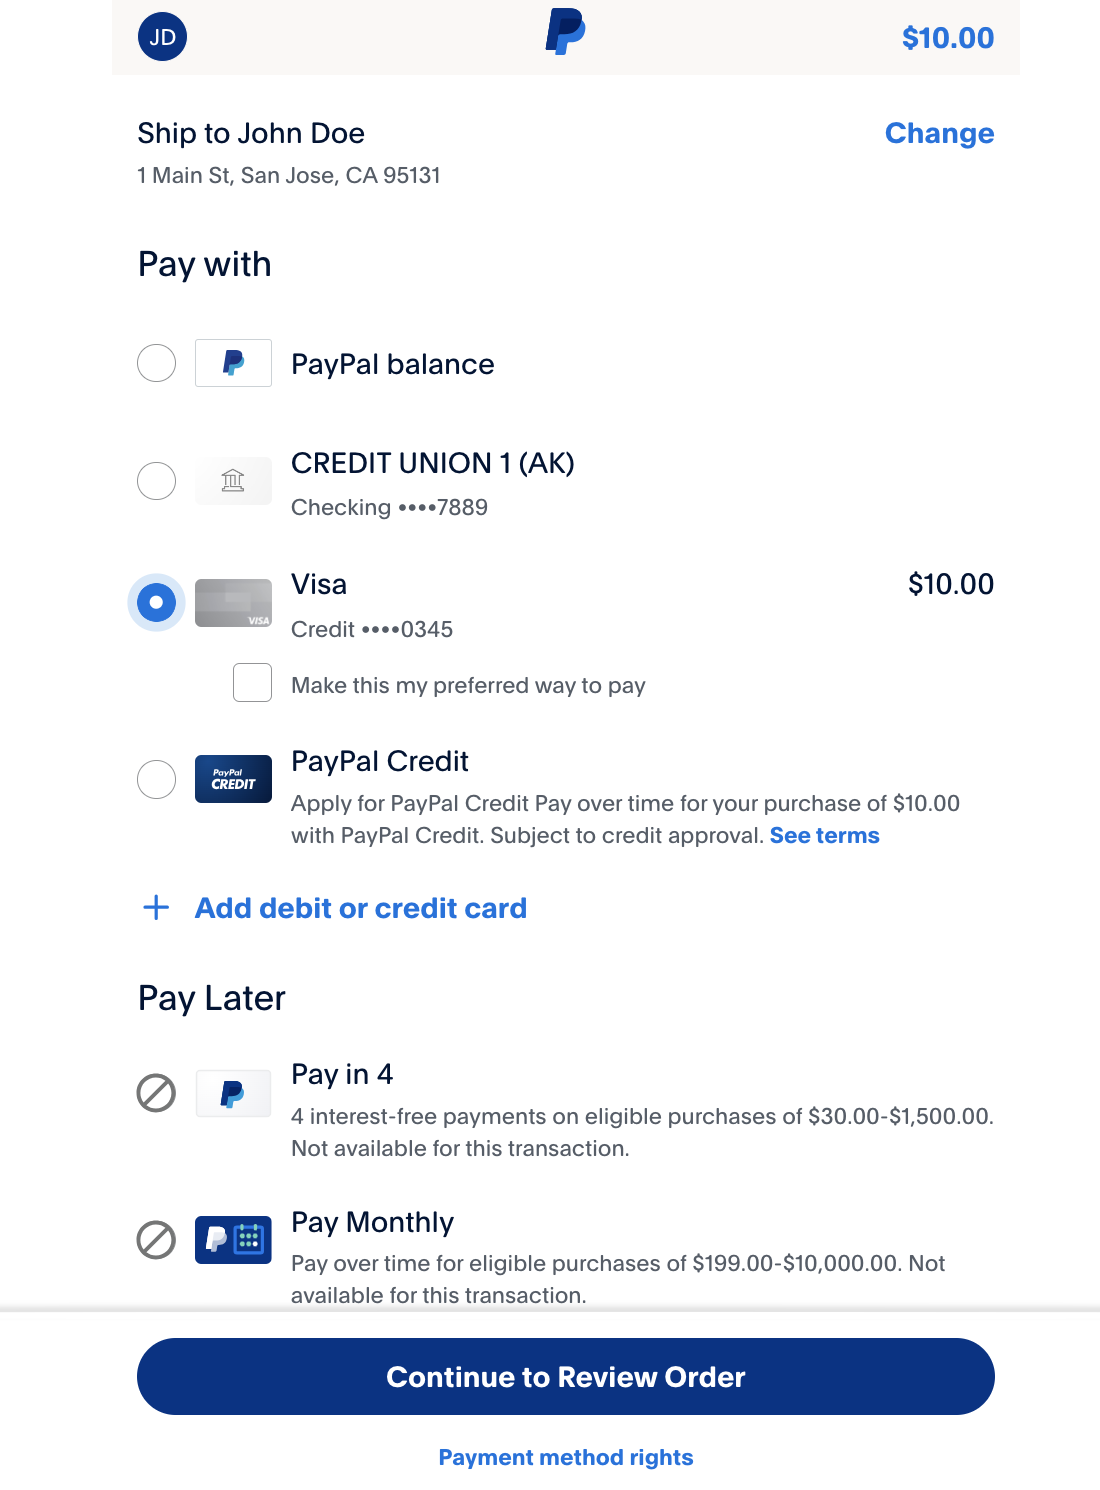 JD
$10.00
Ship to John Doe
Change
1 Main St, San Jose, CA 95131
Pay with
PayPal balance
CREDIT UNION 1 (AK)
Checking ••••7889
Visa
$10.00
VISA
Credit ••••0345
Make this my preferred way to pay
PayPal Credit
PayPal
CREDIT
Apply for PayPal Credit Pay over time for your purchase of $10.00
with PayPal Credit. Subject to credit approval. See terms
+ Add debit or credit card
Pay Later
Pay in 4
4 interest-free payments on eligible purchases of $30.00-$1,500.00.
Not available for this transaction.
Pay Monthly
Pay over time for eligible purchases of $199.00-$10,000.00. Not
available for this transaction.
Continue to Review Order
Payment method rights